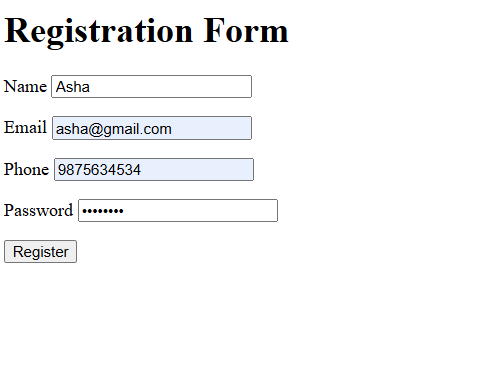 Registration Form
Name Asha
Email asha@gmail.com
Phone 9875634534
Password ••••••••
Register